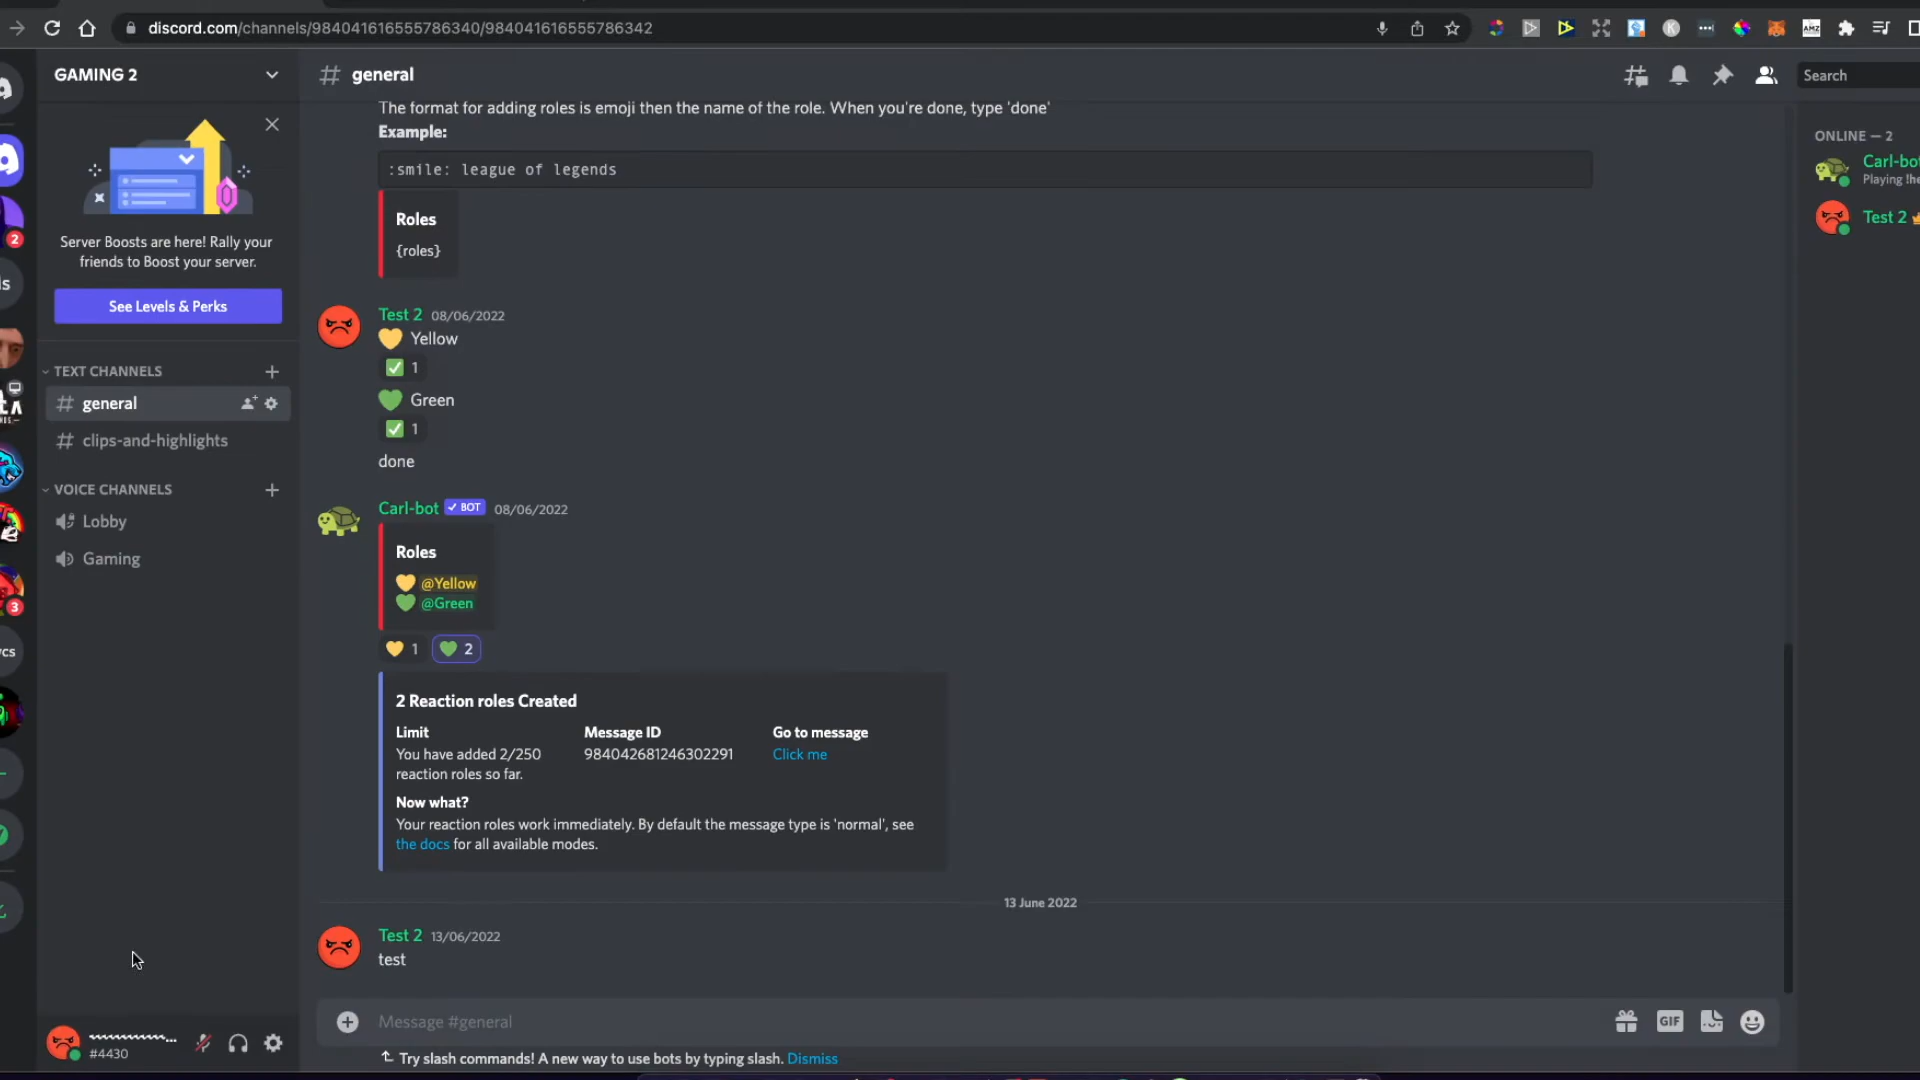 discord.com/channels/984041616555786340/984041616555786342
GAMING 2
general
Search
The format for adding roles is emoji then the name of the role. When you're done, type 'done'
Example:
:smile: league of legends
Roles
{roles}
Server Boosts are here! Rally your
friends to Boost your server.
See Levels & Perks
TEXT CHANNELS
general
clips-and-highlights
VOICE CHANNELS
Lobby
Gaming
2
3
Test 2 08/06/2022
💛 Yellow
✅ 1
💚 Green
✅ 1
done
Carl-bot ✓ BOT 08/06/2022
Roles
💛 @Yellow
💚 @Green
💛 1 💚 2
2 Reaction roles Created
Limit
You have added 2/250
reaction roles so far.
Message ID
984042681246302291
Go to message
Click me
Now what?
Your reaction roles work immediately. By default the message type is 'normal', see
the docs for all available modes.
13 June 2022
Test 2 13/06/2022
test
Message #general
GIF
Try slash commands! A new way to use bots by typing slash. Dismiss
#4430
ONLINE — 2
Carl-bot
Playing !he
Test 2